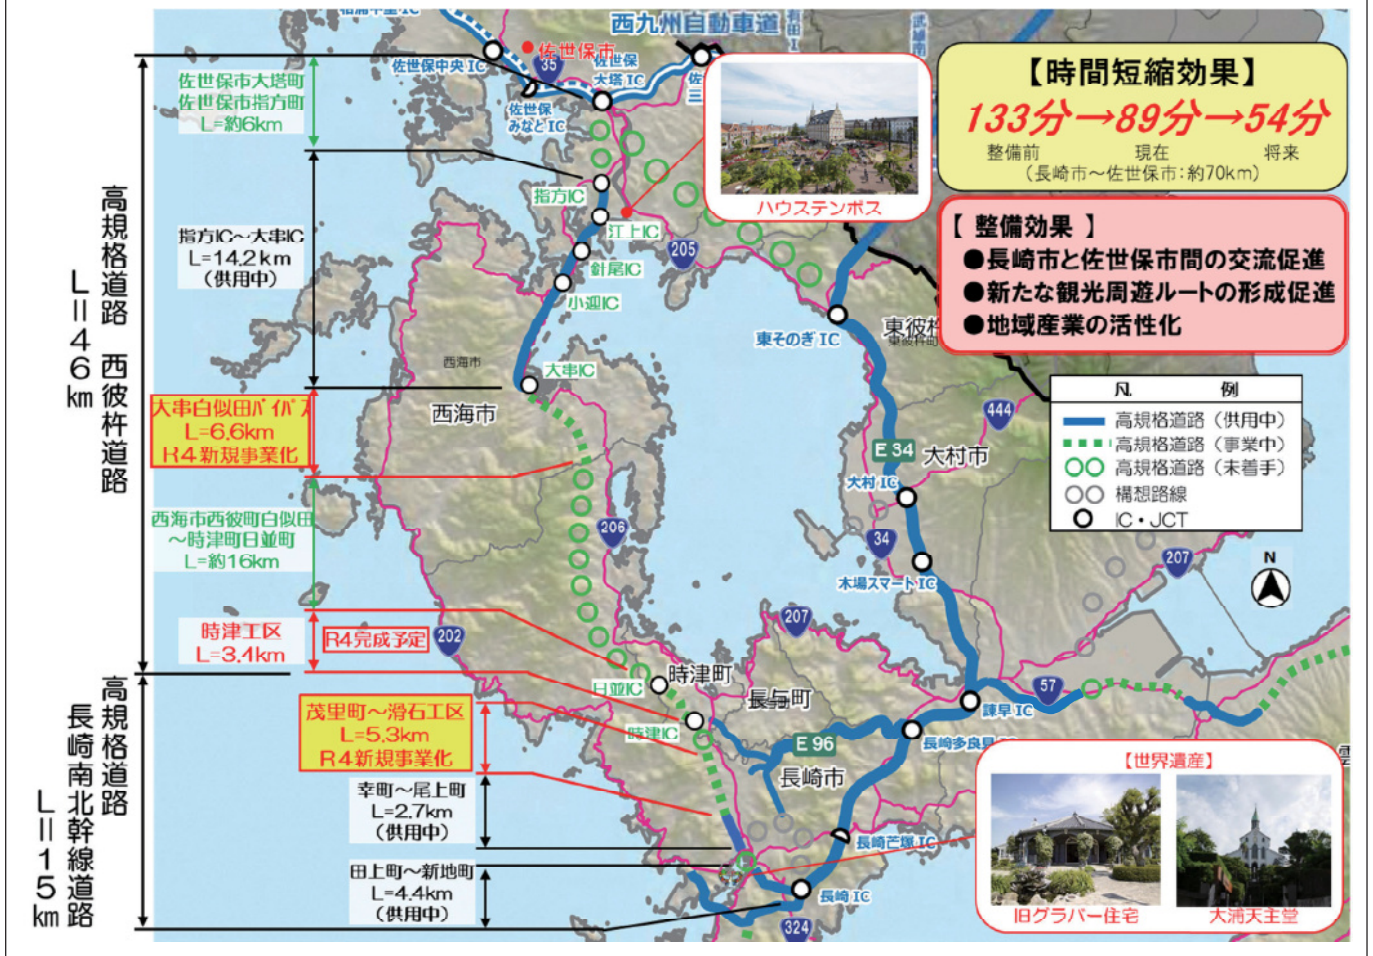 西九州自動車道
佐世保中央IC
佐世保市
35
佐世保
大塔IC
佐世保
みなとIC
佐世保市大塔町
佐世保市指方町
L=約6km
指方IC～大串IC
L=14.2km
(供用中)
高規格道路 西彼杵道路
L=46km
大串白似田バイパス
L=6.6km
R4新規事業化
西海市西彼町白似田
～時津町日並町
L=約16km
時津工区
L=3.4km
R4完成予定
高規格道路
長崎南北幹線道路
L=15km
茂里町～滑石工区
L=5.3km
R4新規事業化
幸町～尾上町
L=2.7km
(供用中)
田上町～新地町
L=4.4km
(供用中)
指方IC
江上IC
針尾IC
小迎IC
大串IC
西海市
西海市
205
206
202
日並IC
時津町
時津IC
長与町
207
E 96
長崎市
長崎多良見
長崎芒塚 IC
長崎 IC
324
ハウステンボス
東そのぎ IC
東彼杵
444
E 34
大村市
大村 IC
34
木場スマートIC
207
57
諫早 IC
【時間短縮効果】
133分→89分→54分
整備前 現在 将来
(長崎市～佐世保市:約70km)
【 整備効果 】
●長崎市と佐世保市間の交流促進
●新たな観光周遊ルートの形成促進
●地域産業の活性化
凡 例
高規格道路(供用中)
高規格道路(事業中)
高規格道路(未着手)
構想路線
IC・JCT
N
【世界遺産】
旧グラバー住宅
大浦天主堂